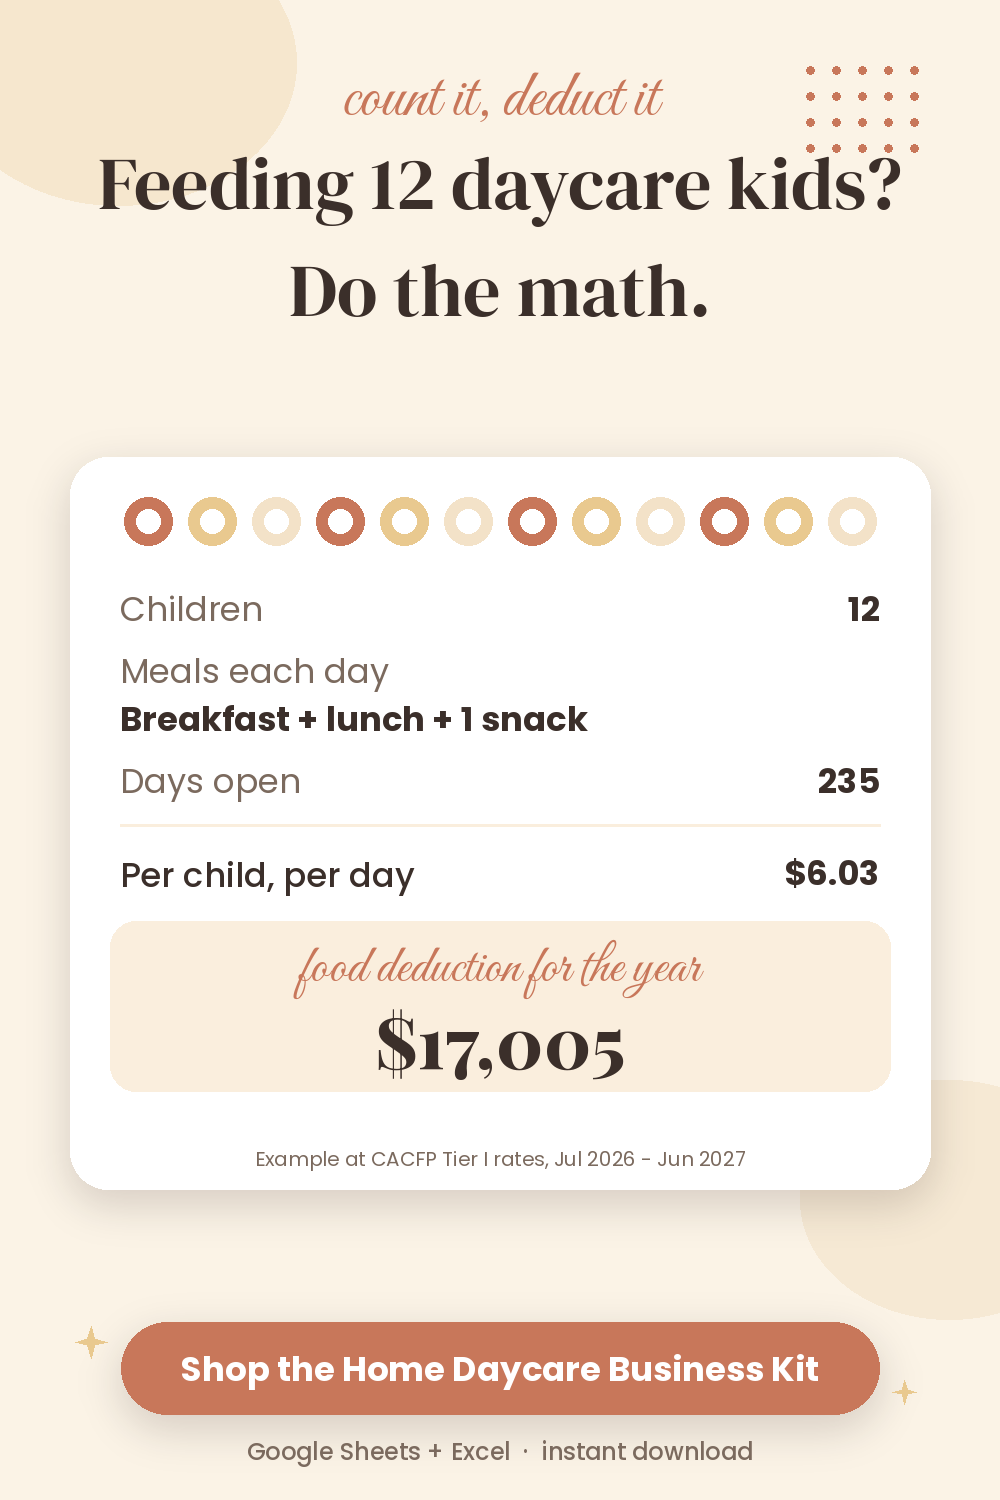 count it, deduct it
Feeding 12 daycare kids?
Do the math.
Children 12
Meals each day
Breakfast + lunch + 1 snack
Days open 235
Per child, per day $6.03
food deduction for the year
$17,005
Example at CACFP Tier I rates, Jul 2026 - Jun 2027
Shop the Home Daycare Business Kit
Google Sheets + Excel · instant download